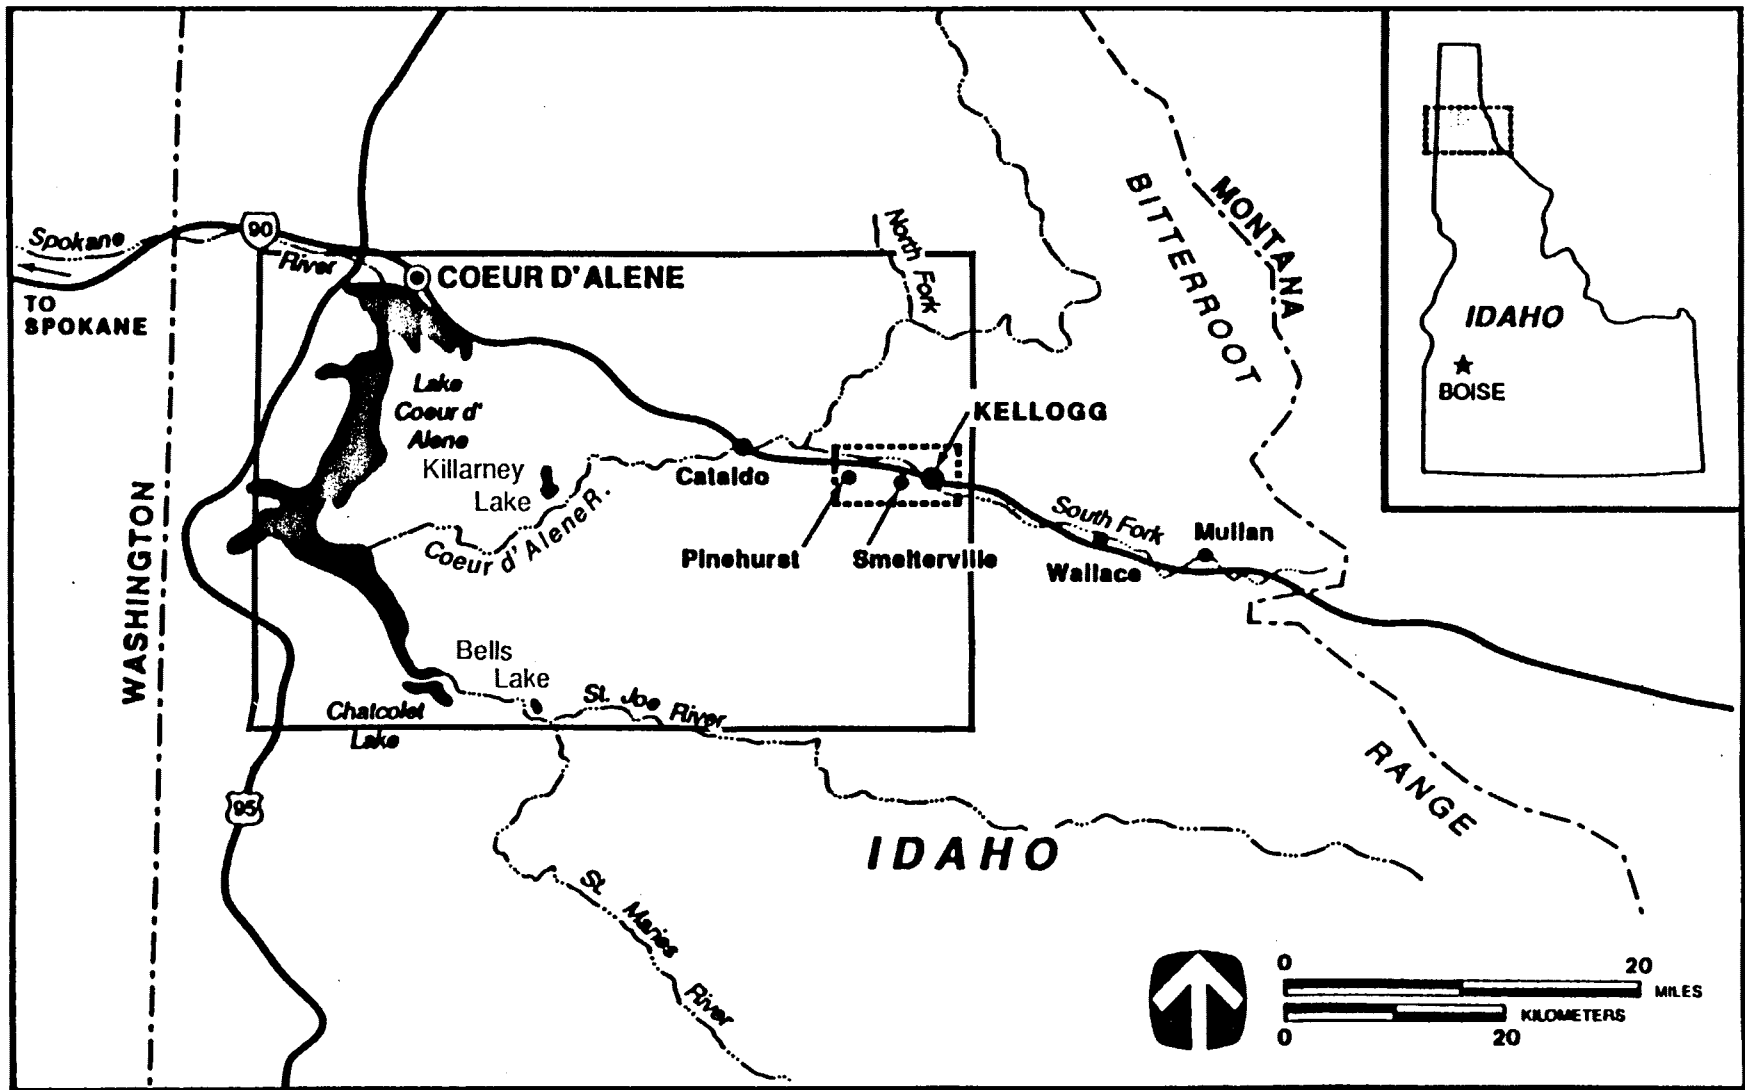 MONTANA
BITTERROOT
North Fork
90
Spokane
River
COEUR D'ALENE
TO
SPOKANE
IDAHO
BOISE
Lake
Coeur d'
Alene
KELLOGG
Killarney
Lake
Cataldo
WASHINGTON
South Fork
Coeur d'Alene R.
Mullan
Pinehurst
Smelterville
Wallace
Bells
Lake
St. Joe River
Chatcolet
Lake
RANGE
95
IDAHO
St. Maries River
0 20
MILES
KILOMETERS
0 20